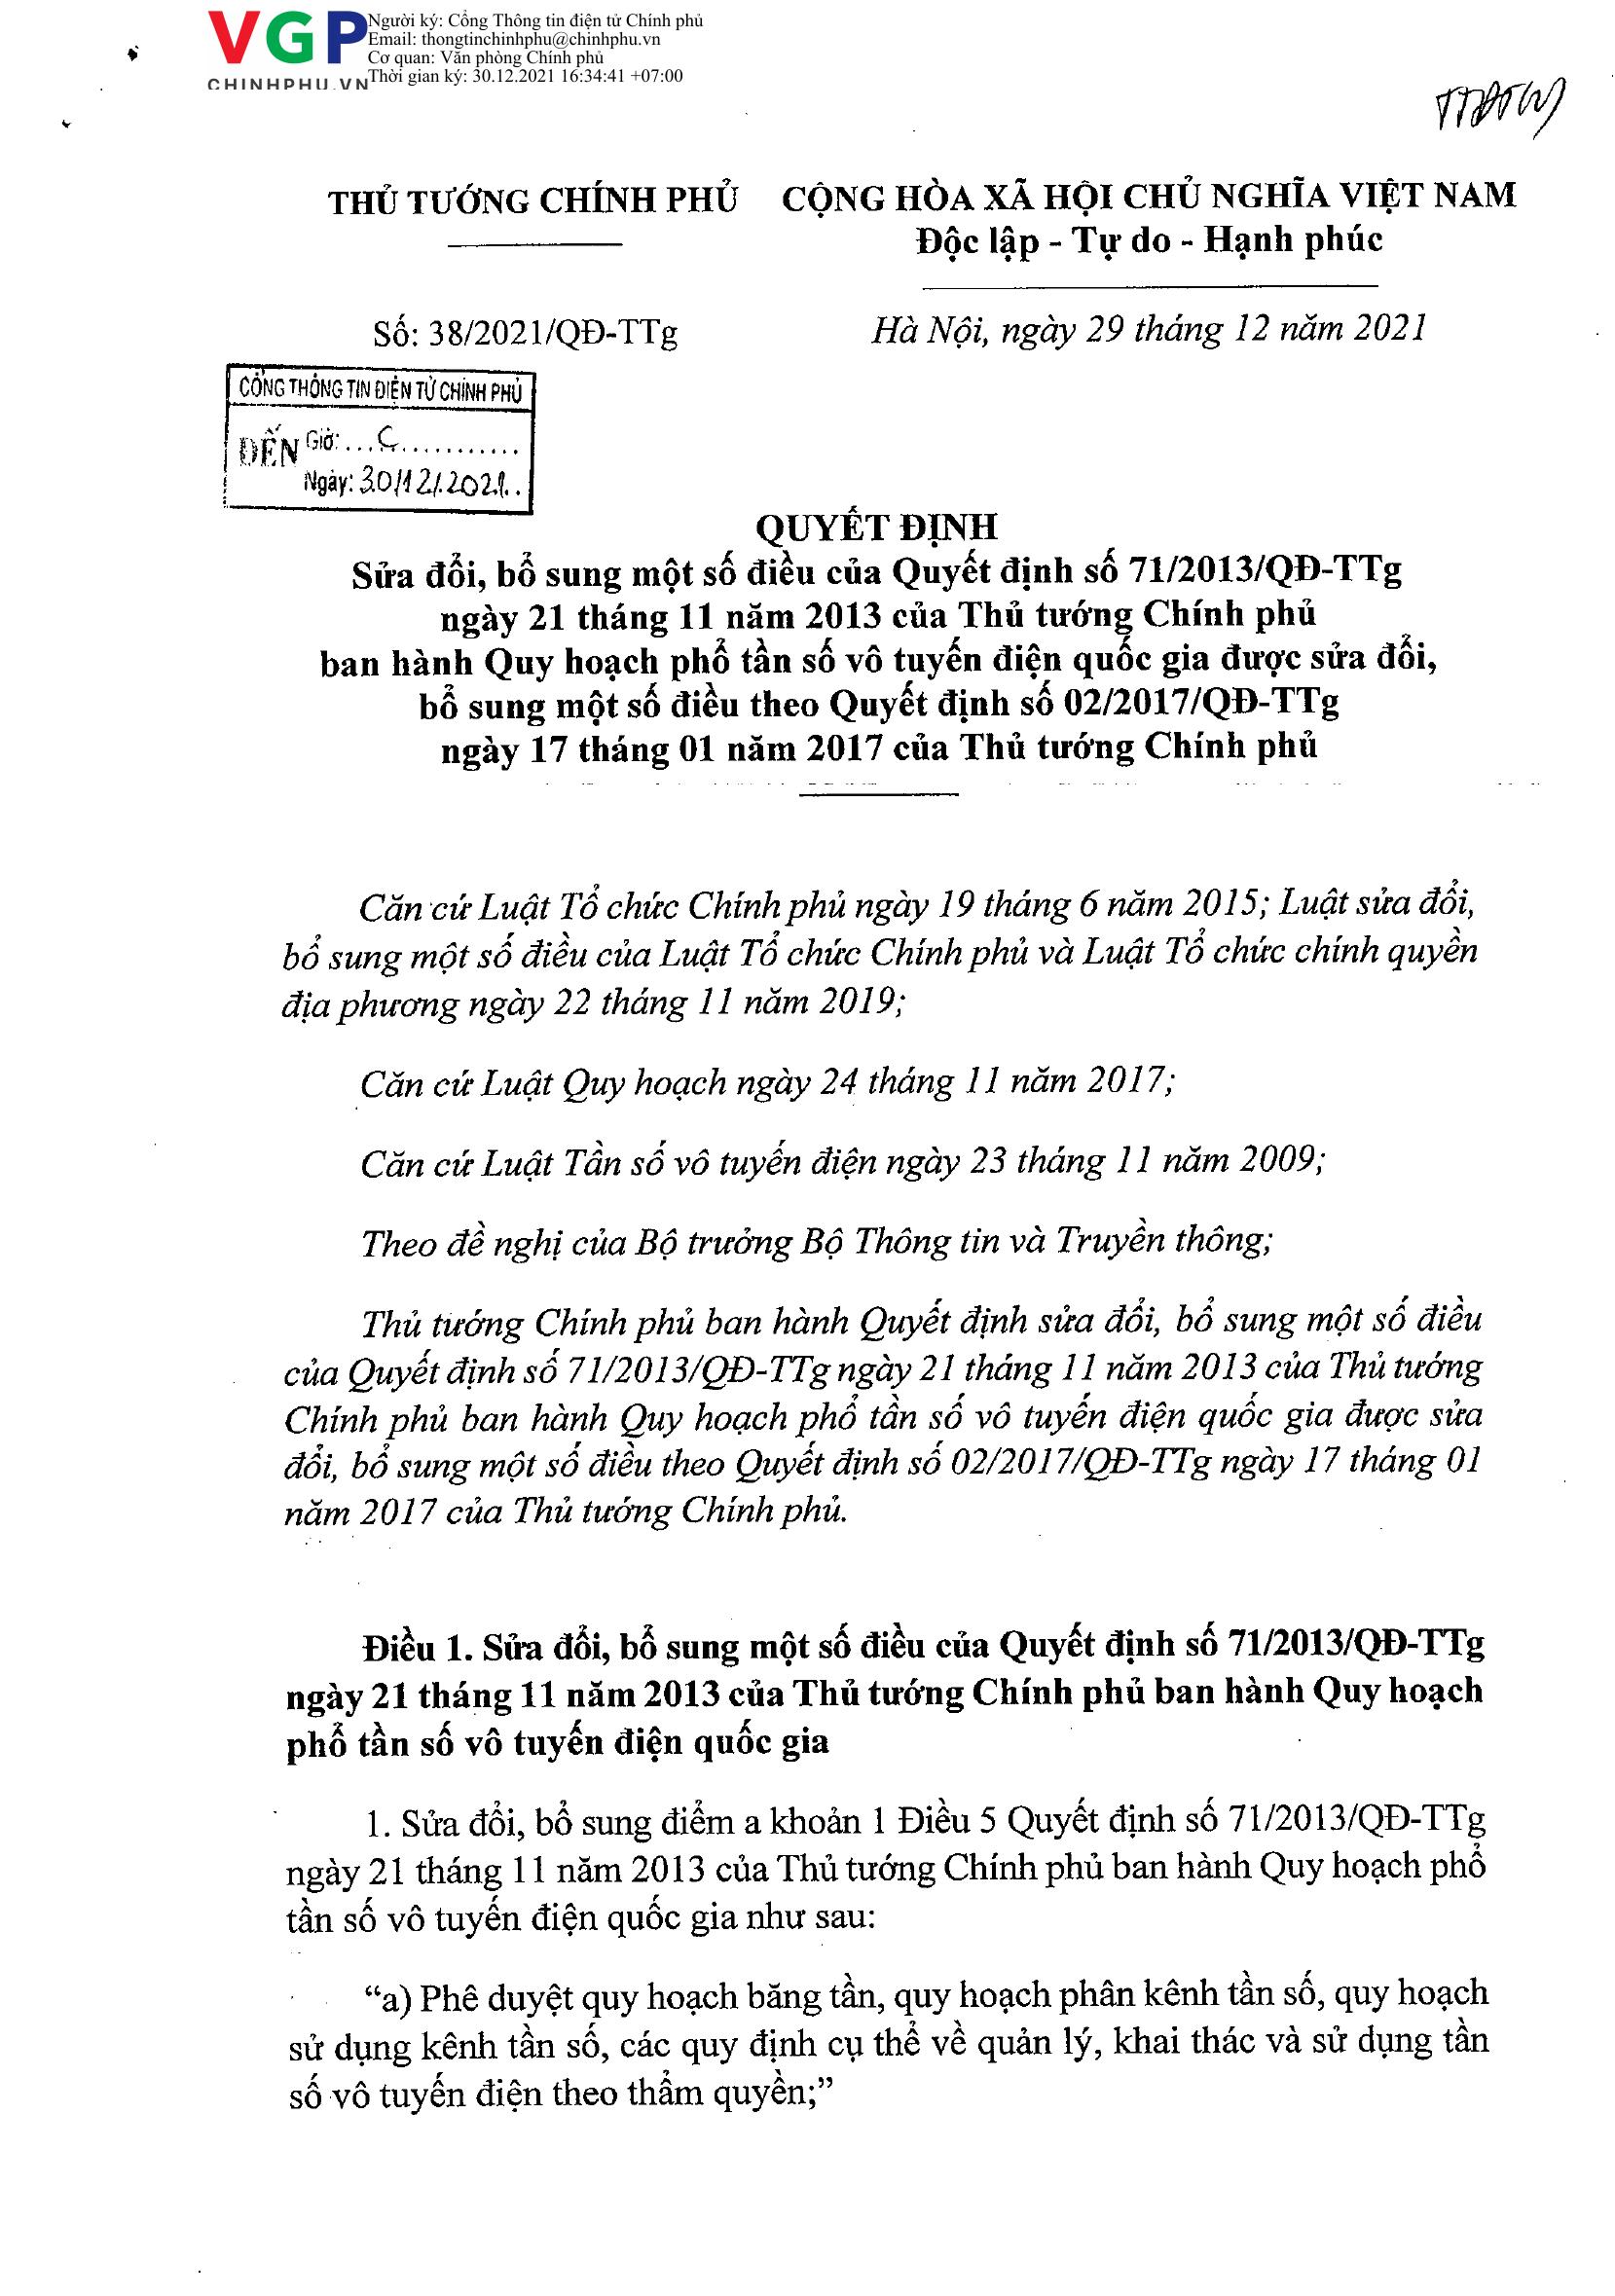 VGP
CHINHPHU.VN
Người ký: Cổng Thông tin điện tử Chính phủ
Email: thongtinchinhphu@chinhphu.vn
Cơ quan: Văn phòng Chính phủ
Thời gian ký: 30.12.2021 16:34:41 +07:00
THỦ TƯỚNG CHÍNH PHỦ
CỘNG HÒA XÃ HỘI CHỦ NGHĨA VIỆT NAM
Độc lập - Tự do - Hạnh phúc
Số: 38/2021/QĐ-TTg
Hà Nội, ngày 29 tháng 12 năm 2021
CỔNG THÔNG TIN ĐIỆN TỬ CHÍNH PHỦ
ĐẾN Giờ: ...C............
Ngày: 30/12/2021..
QUYẾT ĐỊNH
Sửa đổi, bổ sung một số điều của Quyết định số 71/2013/QĐ-TTg
ngày 21 tháng 11 năm 2013 của Thủ tướng Chính phủ
ban hành Quy hoạch phổ tần số vô tuyến điện quốc gia được sửa đổi,
bổ sung một số điều theo Quyết định số 02/2017/QĐ-TTg
ngày 17 tháng 01 năm 2017 của Thủ tướng Chính phủ
Căn cứ Luật Tổ chức Chính phủ ngày 19 tháng 6 năm 2015; Luật sửa đổi,
bổ sung một số điều của Luật Tổ chức Chính phủ và Luật Tổ chức chính quyền
địa phương ngày 22 tháng 11 năm 2019;
Căn cứ Luật Quy hoạch ngày 24 tháng 11 năm 2017;
Căn cứ Luật Tần số vô tuyến điện ngày 23 tháng 11 năm 2009;
Theo đề nghị của Bộ trưởng Bộ Thông tin và Truyền thông;
Thủ tướng Chính phủ ban hành Quyết định sửa đổi, bổ sung một số điều
của Quyết định số 71/2013/QĐ-TTg ngày 21 tháng 11 năm 2013 của Thủ tướng
Chính phủ ban hành Quy hoạch phổ tần số vô tuyến điện quốc gia được sửa
đổi, bổ sung một số điều theo Quyết định số 02/2017/QĐ-TTg ngày 17 tháng 01
năm 2017 của Thủ tướng Chính phủ.
Điều 1. Sửa đổi, bổ sung một số điều của Quyết định số 71/2013/QĐ-TTg
ngày 21 tháng 11 năm 2013 của Thủ tướng Chính phủ ban hành Quy hoạch
phổ tần số vô tuyến điện quốc gia
1. Sửa đổi, bổ sung điểm a khoản 1 Điều 5 Quyết định số 71/2013/QĐ-TTg
ngày 21 tháng 11 năm 2013 của Thủ tướng Chính phủ ban hành Quy hoạch phổ
tần số vô tuyến điện quốc gia như sau:
“a) Phê duyệt quy hoạch băng tần, quy hoạch phân kênh tần số, quy hoạch
sử dụng kênh tần số, các quy định cụ thể về quản lý, khai thác và sử dụng tần
số vô tuyến điện theo thẩm quyền;”